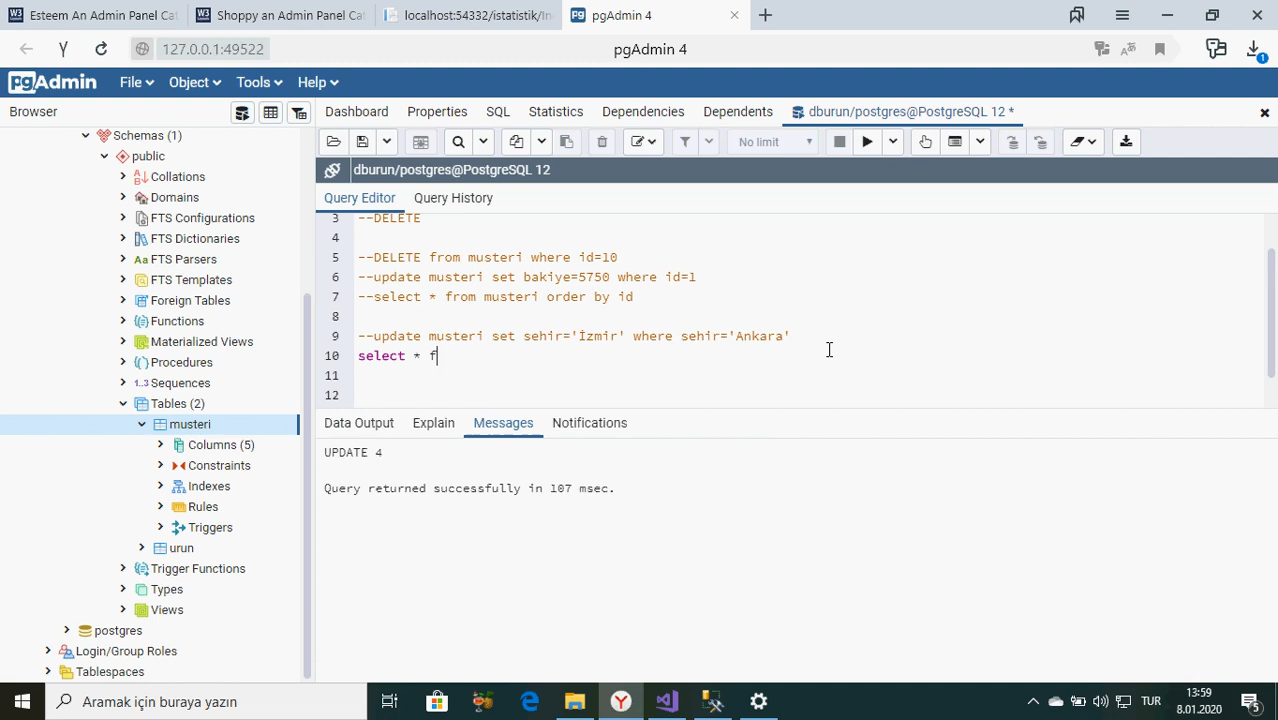 Esteem An Admin Panel Cat
Shoppy an Admin Panel Cat
localhost:54332/istatistik/In
pgAdmin 4
127.0.0.1:49522
pgAdmin 4
pgAdmin
File
Object
Tools
Help
Browser
Dashboard
Properties
SQL
Statistics
Dependencies
Dependents
dburun/postgres@PostgreSQL 12 *
No limit
dburun/postgres@PostgreSQL 12
Query Editor
Query History
Schemas (1)
public
Collations
Domains
FTS Configurations
FTS Dictionaries
FTS Parsers
FTS Templates
Foreign Tables
Functions
Materialized Views
Procedures
Sequences
Tables (2)
musteri
Columns (5)
Constraints
Indexes
Rules
Triggers
urun
Trigger Functions
Types
Views
postgres
Login/Group Roles
Tablespaces
3 --DELETE
4
5 --DELETE from musteri where id=10
6 --update musteri set bakiye=5750 where id=1
7 --select * from musteri order by id
8
9 --update musteri set sehir='İzmir' where sehir='Ankara'
10 select * f
11
12
Data Output
Explain
Messages
Notifications
UPDATE 4
Query returned successfully in 107 msec.
Aramak için buraya yazın
TUR
13:59
8.01.2020
5